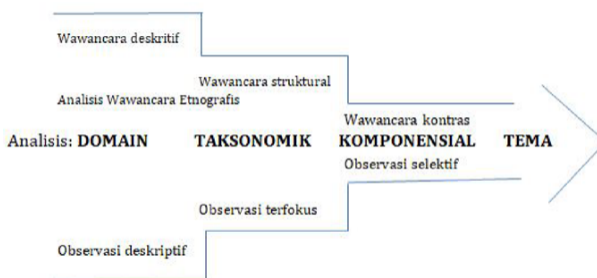 Wawancara deskritif
Wawancara struktural
Analisis Wawancara Etnografis
Wawancara kontras
Analisis: DOMAIN TAKSONOMIK KOMPONENSIAL TEMA
Observasi selektif
Observasi terfokus
Observasi deskriptif